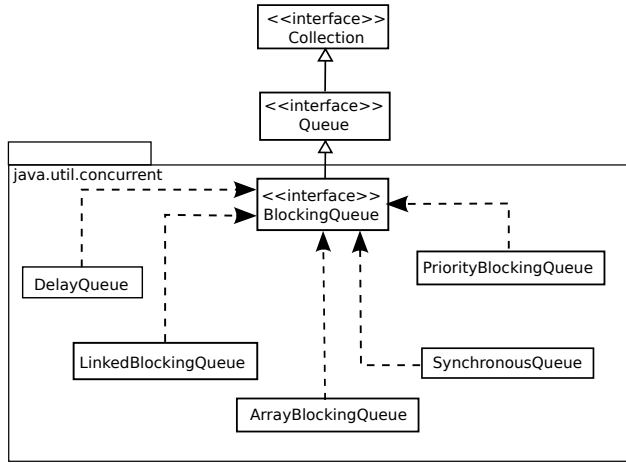 <<interface>>
Collection
<<interface>>
Queue
java.util.concurrent
<<interface>>
BlockingQueue
DelayQueue
PriorityBlockingQueue
LinkedBlockingQueue
SynchronousQueue
ArrayBlockingQueue